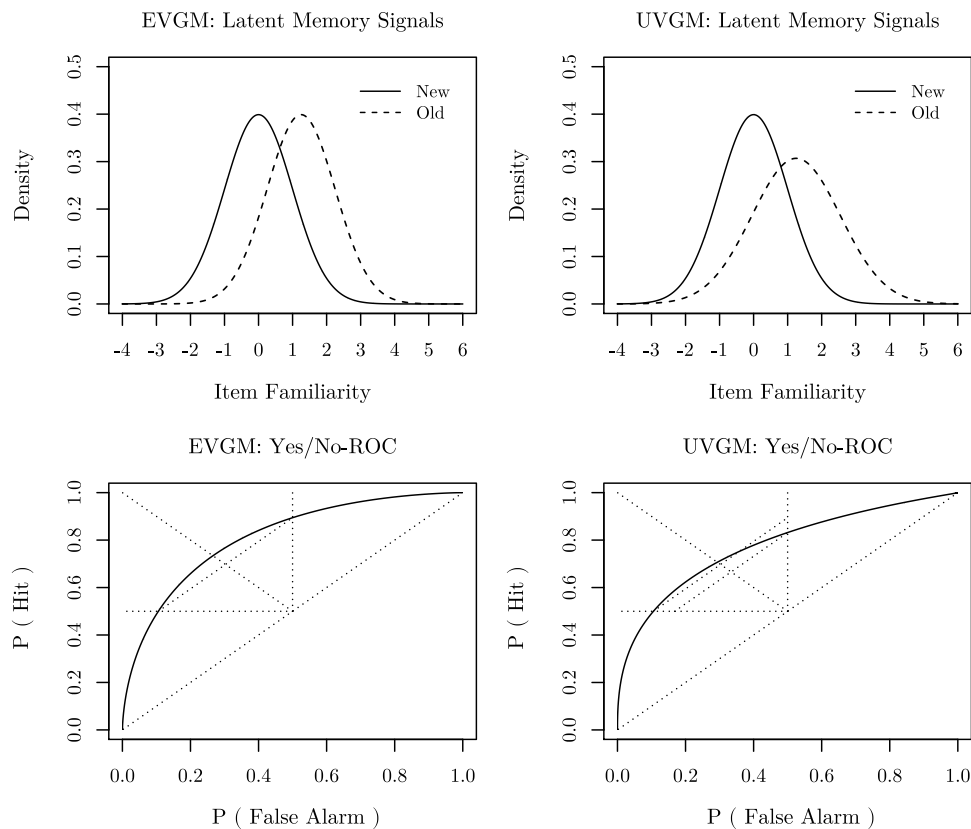 EVGM: Latent Memory Signals
0.5
0.4
0.3
0.2
0.1
0.0
Density
New
Old
-4 -3 -2 -1 0 1 2 3 4 5 6
Item Familiarity
UVGM: Latent Memory Signals
0.5
0.4
0.3
0.2
0.1
0.0
Density
New
Old
-4 -3 -2 -1 0 1 2 3 4 5 6
Item Familiarity
EVGM: Yes/No-ROC
1.0
0.8
0.6
0.4
0.2
0.0
P ( Hit )
0.0 0.2 0.4 0.6 0.8 1.0
P ( False Alarm )
UVGM: Yes/No-ROC
1.0
0.8
0.6
0.4
0.2
0.0
P ( Hit )
0.0 0.2 0.4 0.6 0.8 1.0
P ( False Alarm )